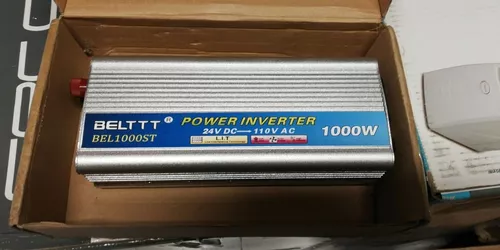 BELTTT ®
POWER INVERTER
24V DC—110V AC
BEL1000ST
1000W